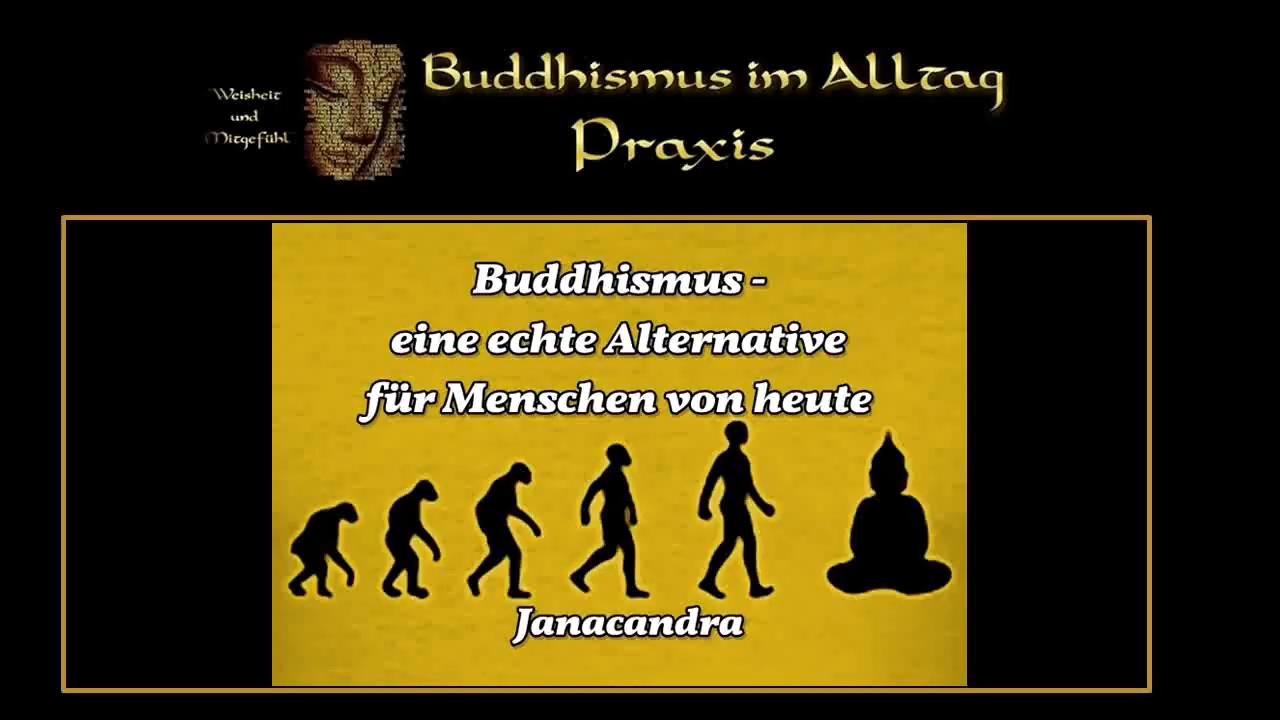 Weisheit
und
Mitgefühl
Buddhismus im Alltag
Praxis
Buddhismus -
eine echte Alternative
für Menschen von heute
Janacandra